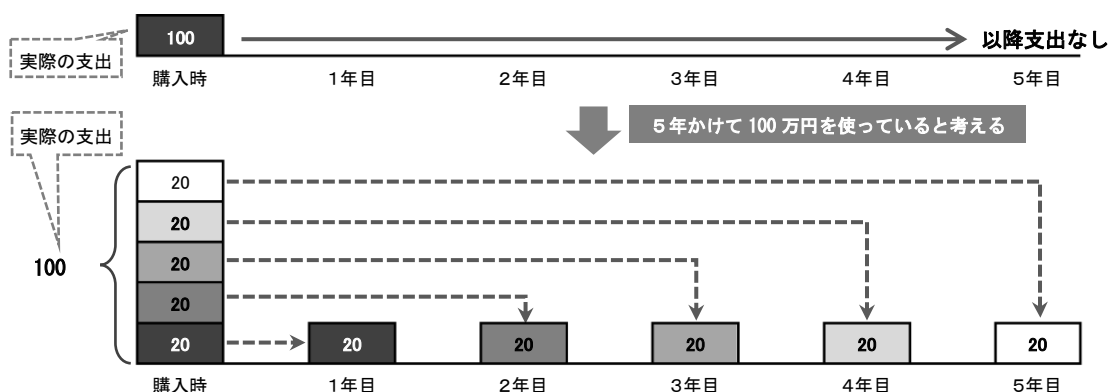 100
以降支出なし
実際の支出
購入時
1年目
2年目
3年目
4年目
5年目
5年かけて100万円を使っていると考える
実際の支出
100
20
20
20
20
20
20
20
20
20
20
購入時
1年目
2年目
3年目
4年目
5年目